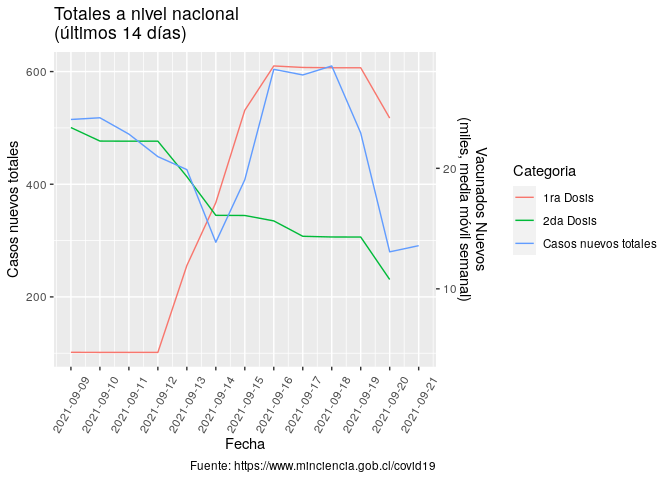 Totales a nivel nacional
(últimos 14 días)
600
400
200
Casos nuevos totales
20
10
Vacunados Nuevos
(miles, media móvil semanal)
2021-09-09
2021-09-10
2021-09-11
2021-09-12
2021-09-13
2021-09-14
2021-09-15
2021-09-16
2021-09-17
2021-09-18
2021-09-19
2021-09-20
2021-09-21
Fecha
Categoria
1ra Dosis
2da Dosis
Casos nuevos totales
Fuente: https://www.minciencia.gob.cl/covid19